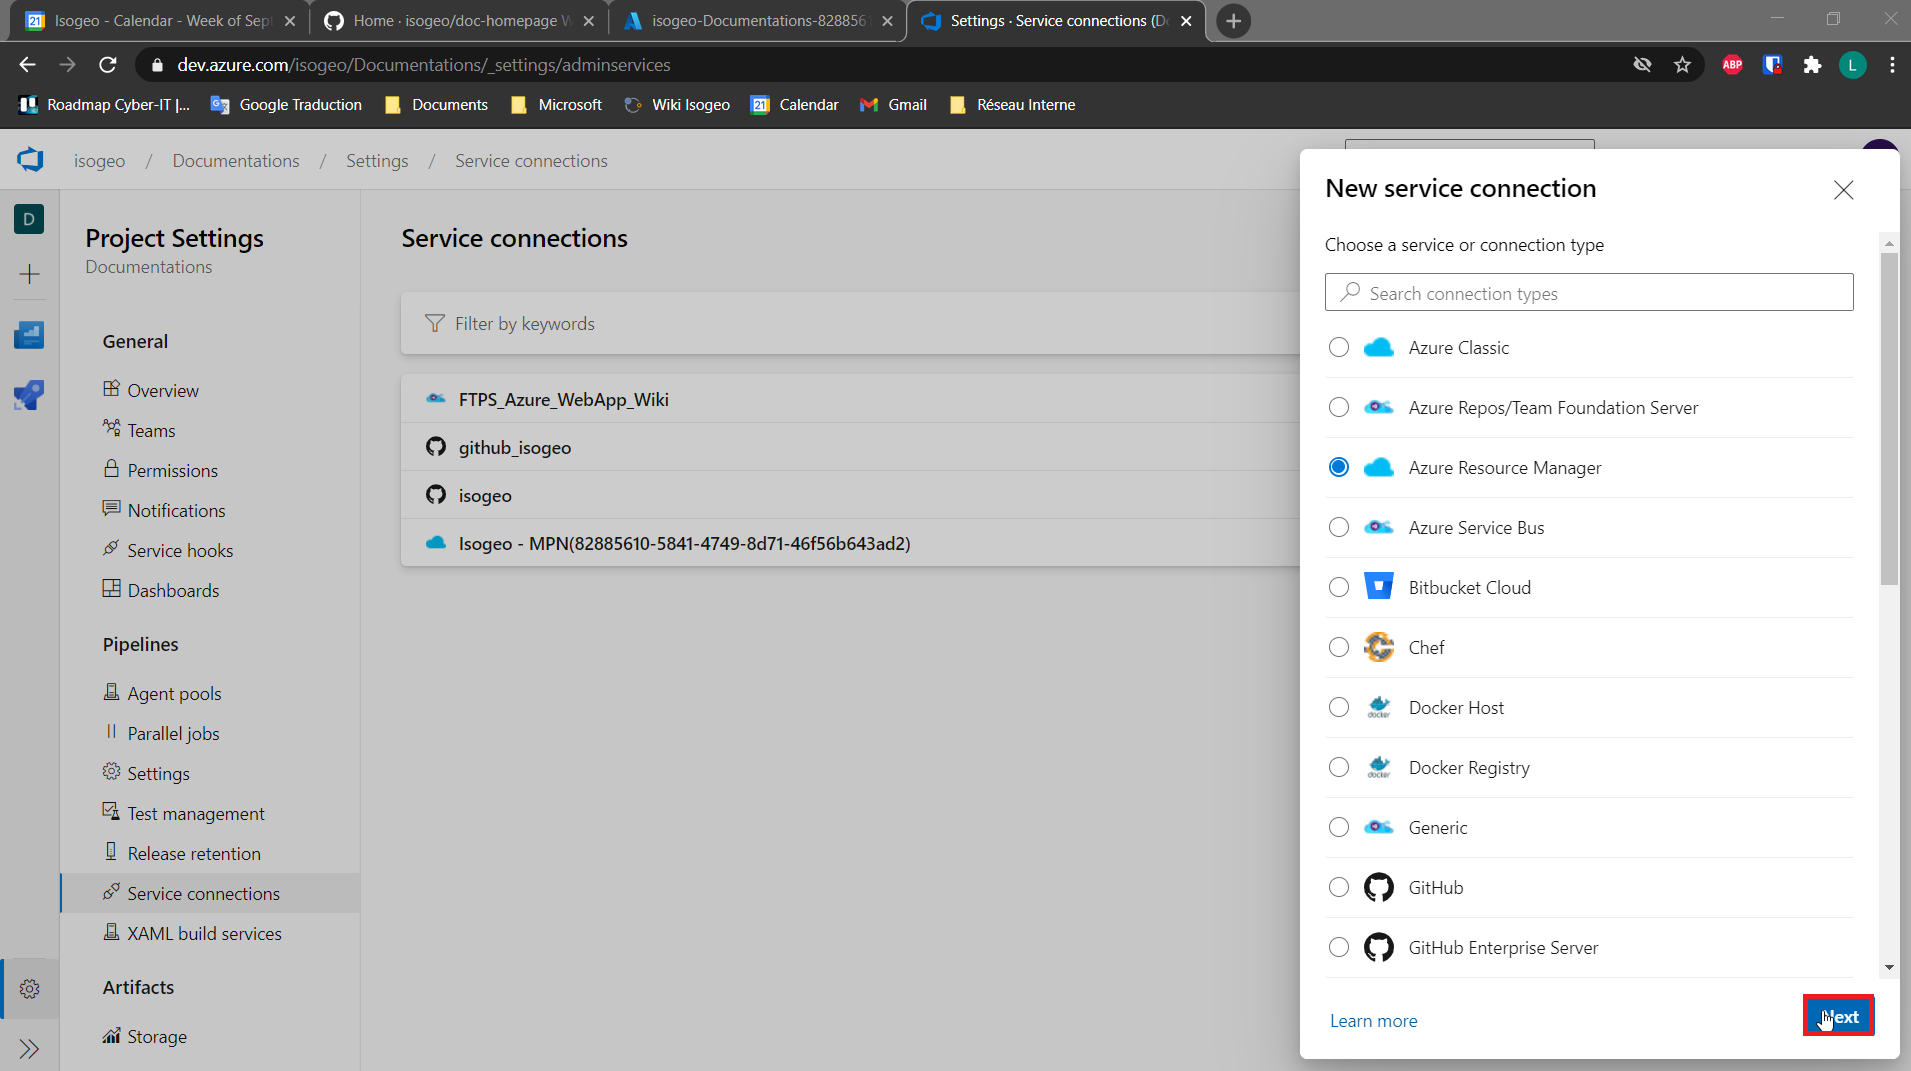 Isogeo - Calendar - Week of Sept
Home · isogeo/doc-homepage W
isogeo-Documentations-8288561
Settings · Service connections (Do
dev.azure.com/isogeo/Documentations/_settings/adminservices
ABP
L
Roadmap Cyber-IT |...
Google Traduction
Documents
Microsoft
Wiki Isogeo
21
Calendar
Gmail
Réseau Interne
isogeo / Documentations / Settings / Service connections
D
Project Settings
Documentations
General
Overview
Teams
Permissions
Notifications
Service hooks
Dashboards
Pipelines
Agent pools
Parallel jobs
Settings
Test management
Release retention
Service connections
XAML build services
Artifacts
Storage
Service connections
Filter by keywords
FTPS_Azure_WebApp_Wiki
github_isogeo
isogeo
Isogeo - MPN(82885610-5841-4749-8d71-46f56b643ad2)
New service connection
Choose a service or connection type
Search connection types
Azure Classic
Azure Repos/Team Foundation Server
Azure Resource Manager
Azure Service Bus
Bitbucket Cloud
Chef
docker
Docker Host
docker
Docker Registry
Generic
GitHub
GitHub Enterprise Server
Learn more
Next